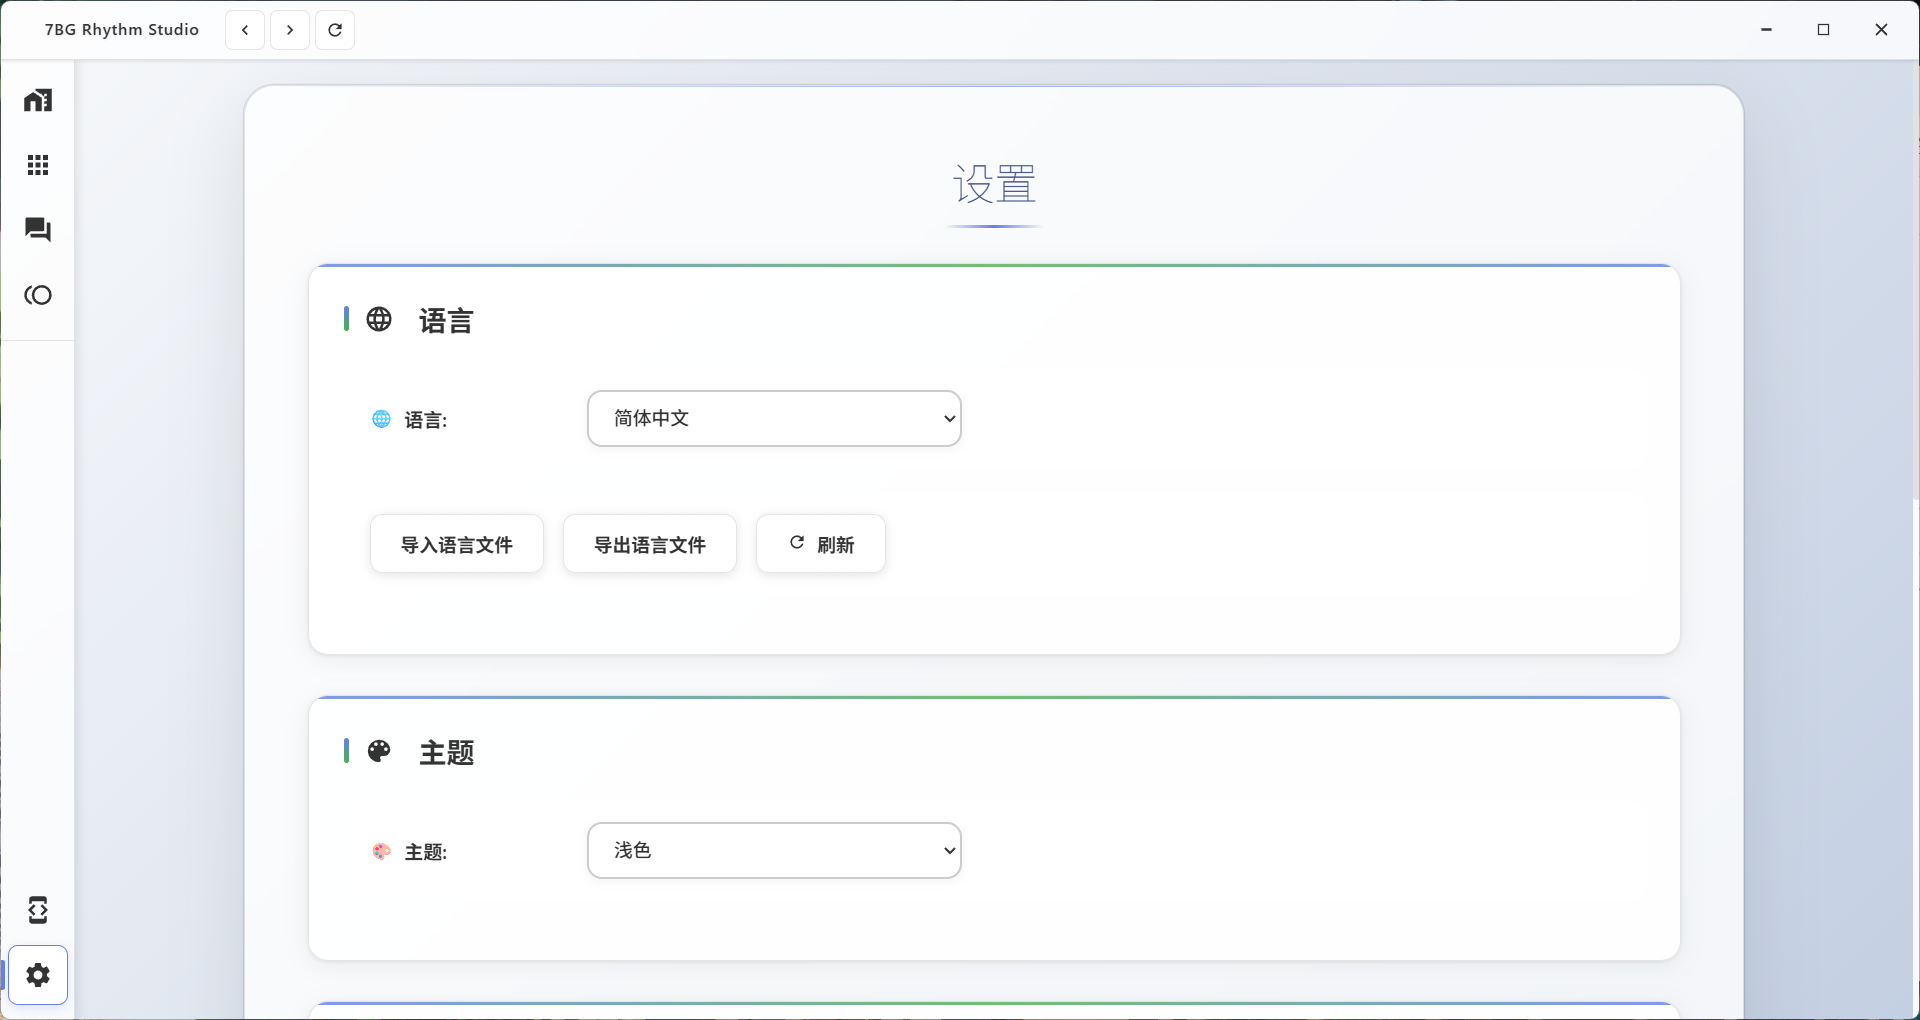 7BG Rhythm Studio
设置
语言
语言:
简体中文
导入语言文件
导出语言文件
刷新
主题
主题:
浅色